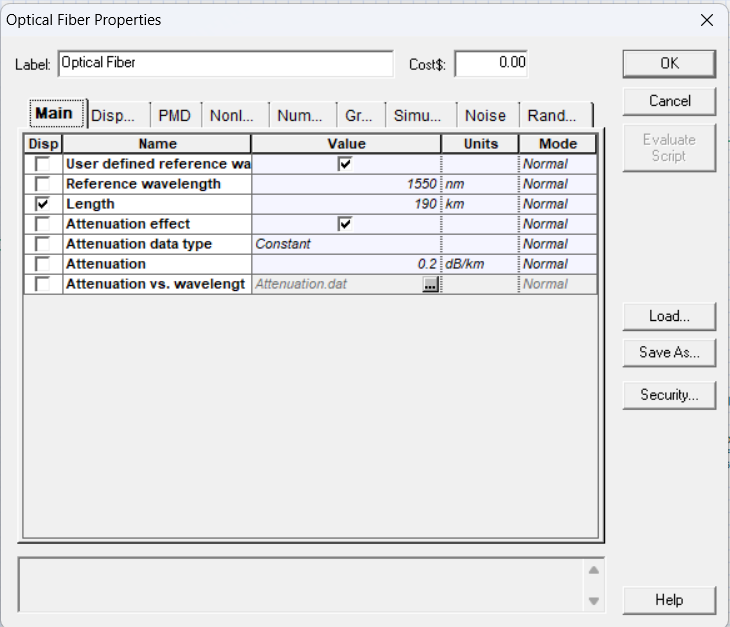 Optical Fiber Properties
Label: Optical Fiber Cost$: 0.00
OK
Cancel
Evaluate Script
Main Disp... PMD Nonl... Num... Gr... Simu... Noise Rand...
Disp Name Value Units Mode
User defined reference wa Normal
Reference wavelength 1550 nm Normal
Length 190 km Normal
Attenuation effect Normal
Attenuation data type Constant Normal
Attenuation 0.2 dB/km Normal
Attenuation vs. wavelengt Attenuation.dat ... Normal
Load...
Save As...
Security...
Help